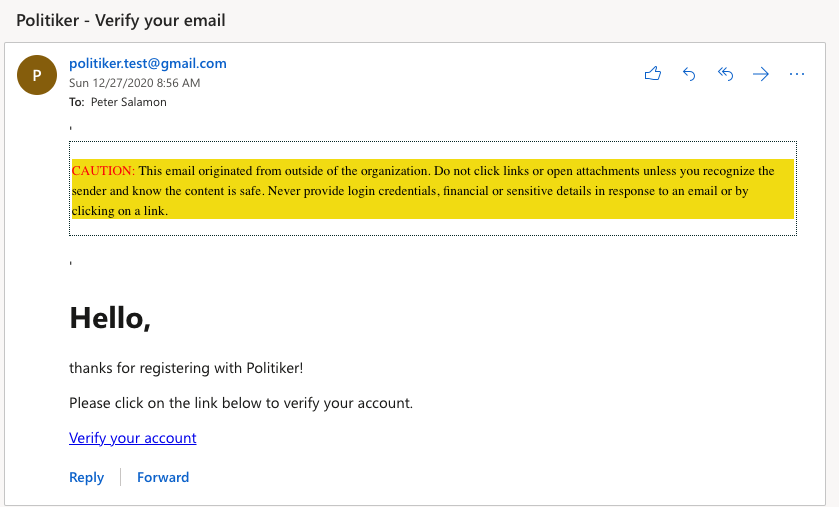 Politiker - Verify your email
P
politiker.test@gmail.com
Sun 12/27/2020 8:56 AM
To: Peter Salamon
'
CAUTION: This email originated from outside of the organization. Do not click links or open attachments unless you recognize the
sender and know the content is safe. Never provide login credentials, financial or sensitive details in response to an email or by
clicking on a link.
'
Hello,
thanks for registering with Politiker!
Please click on the link below to verify your account.
Verify your account
Reply
Forward